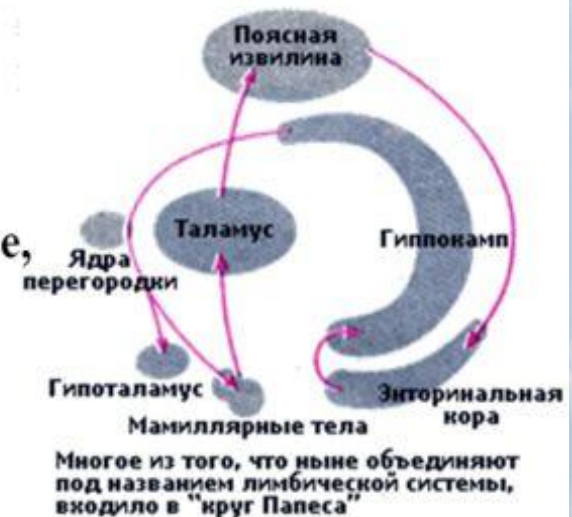 Поясная
извилина
Таламус
Гиппокамп
е,
Ядра
перегородки
Гипоталамус
Энторинальная
кора
Мамиллярные тела
Многое из того, что ныне объединяют
под названием лимбической системы,
входило в "круг Папеса"